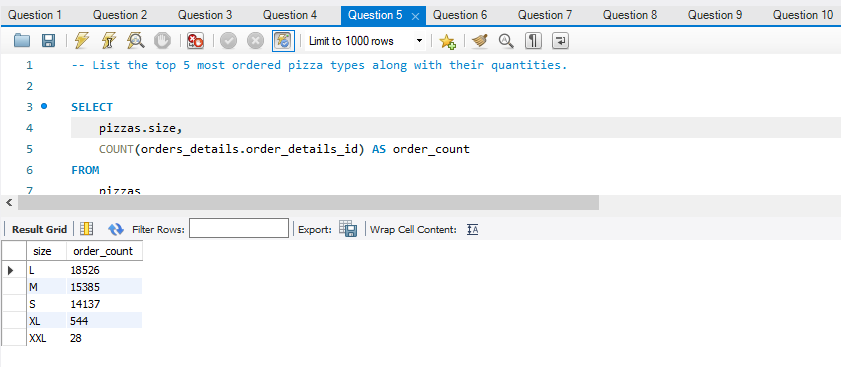 Question 1 Question 2 Question 3 Question 4 Question 5 Question 6 Question 7 Question 8 Question 9 Question 10
Limit to 1000 rows
1 -- List the top 5 most ordered pizza types along with their quantities.
2
3 SELECT
4 pizzas.size,
5 COUNT(orders_details.order_details_id) AS order_count
6 FROM
7 pizzas
Result Grid Filter Rows: Export: Wrap Cell Content:
size order_count
L 18526
M 15385
S 14137
XL 544
XXL 28